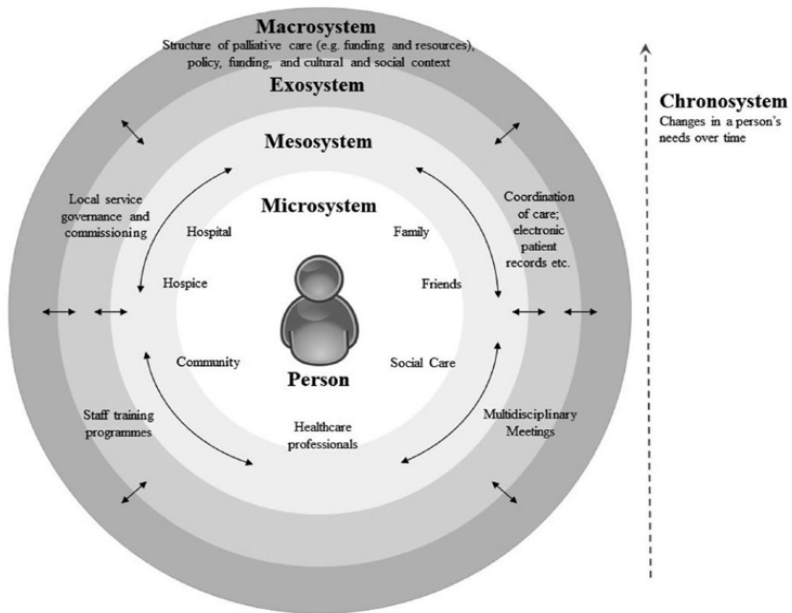 Macrosystem
Structure of palliative care (e.g. funding and resources),
policy, funding, and cultural and social context
Exosystem
Mesosystem
Microsystem
Chronosystem
Changes in a person's
needs over time
Local service
governance and
commissioning
Coordination
of care;
electronic
patient
records etc.
Hospital
Family
Hospice
Friends
Community
Social Care
Person
Healthcare
professionals
Staff training
programmes
Multidisciplinary
Meetings